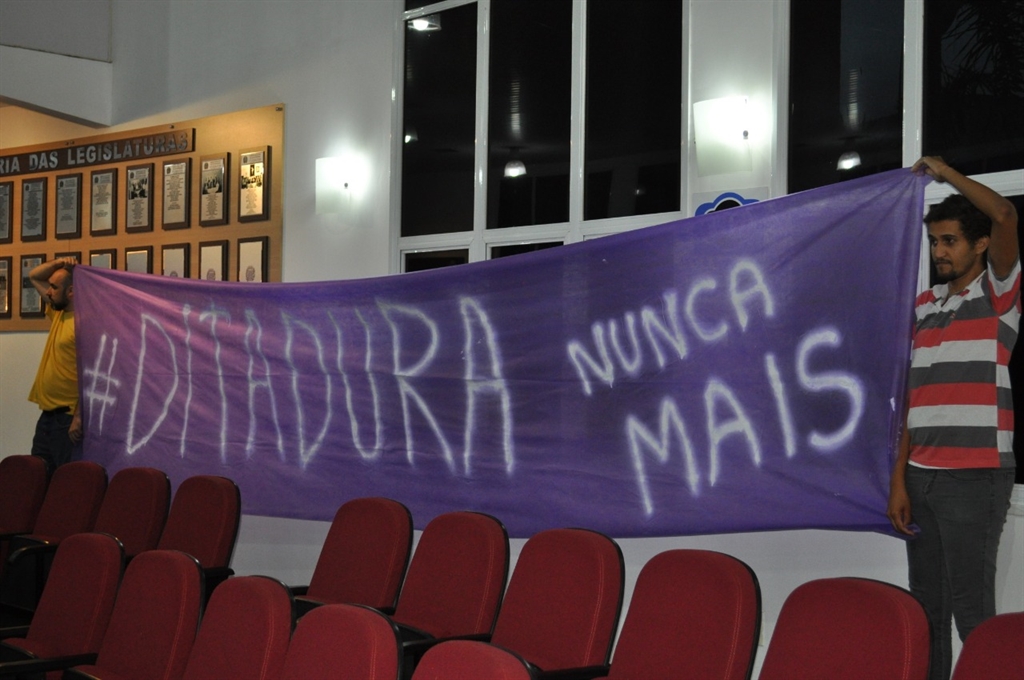 RIA DAS LEGISLATURAS
#DITADURA NUNCA
MAIS